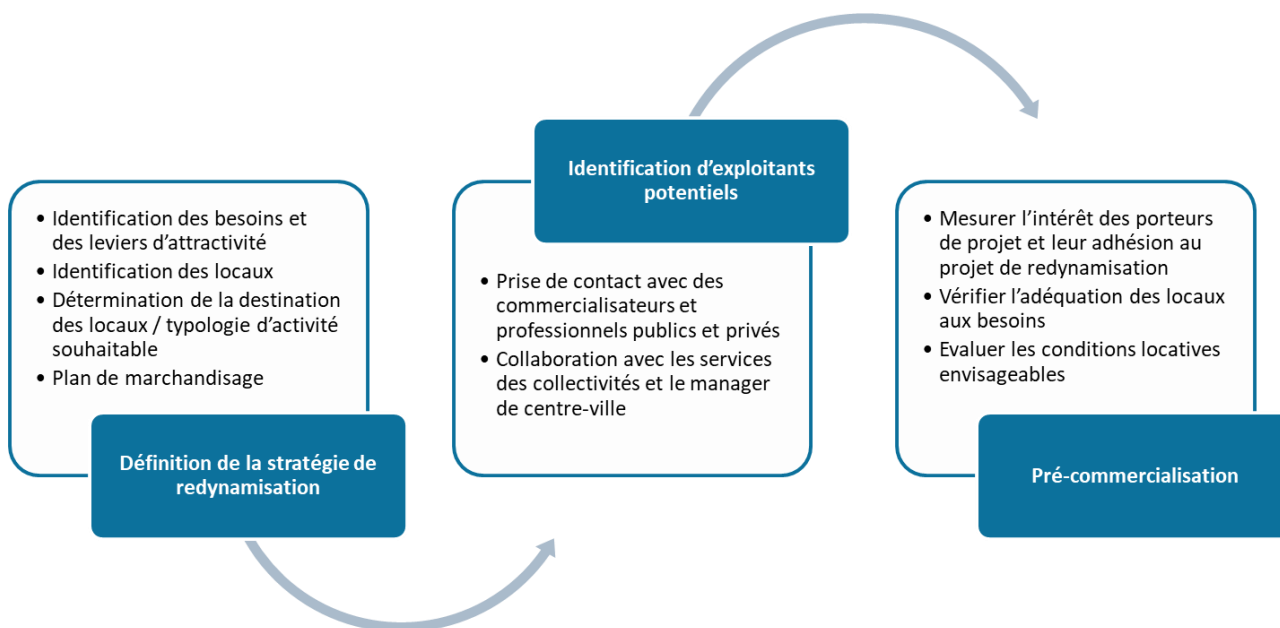 • Identification des besoins et
des leviers d’attractivité
• Identification des locaux
• Détermination de la destination
des locaux / typologie d’activité
souhaitable
• Plan de marchandisage
Définition de la stratégie de
redynamisation
Identification d’exploitants
potentiels
• Prise de contact avec des
commercialisateurs et
professionnels publics et privés
• Collaboration avec les services
des collectivités et le manager
de centre-ville
• Mesurer l’intérêt des porteurs
de projet et leur adhésion au
projet de redynamisation
• Vérifier l’adéquation des locaux
aux besoins
• Evaluer les conditions locatives
envisageables
Pré-commercialisation